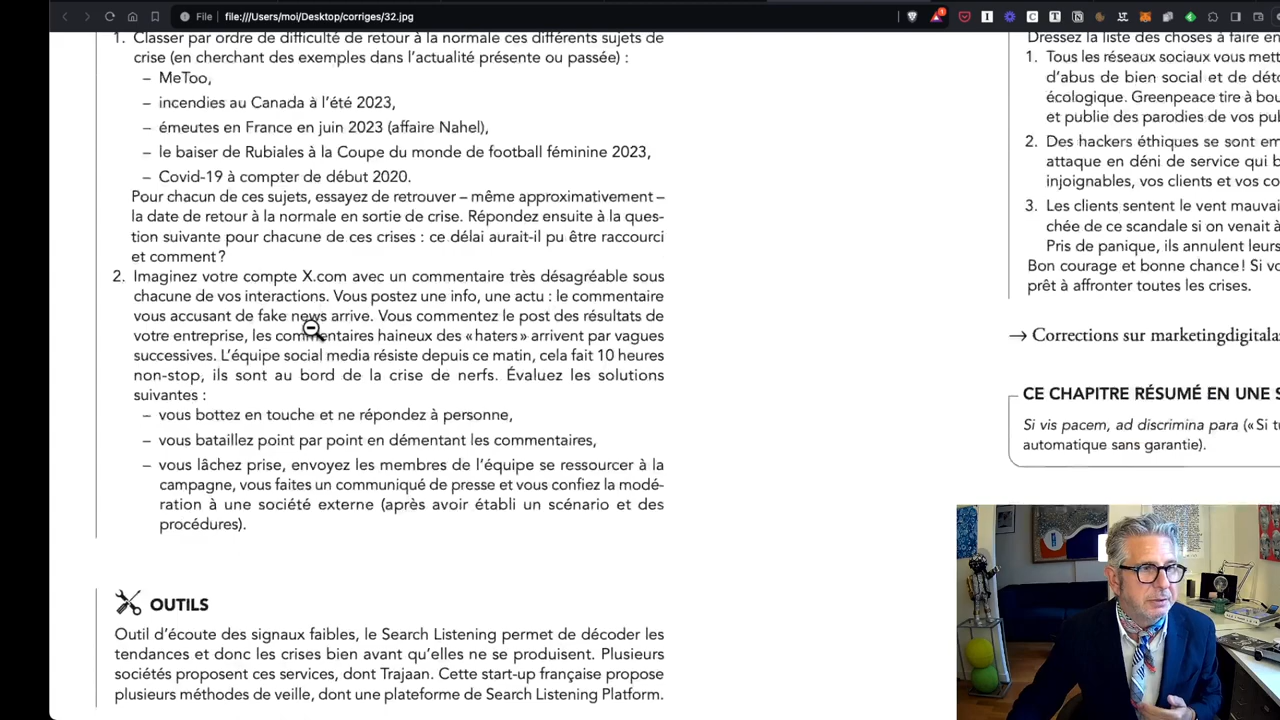 File file:///Users/moi/Desktop/corriges/32.jpg
1. Classer par ordre de difficulté de retour à la normale ces différents sujets de
crise (en cherchant des exemples dans l'actualité présente ou passée) :
– MeToo,
– incendies au Canada à l'été 2023,
– émeutes en France en juin 2023 (affaire Nahel),
– le baiser de Rubiales à la Coupe du monde de football féminine 2023,
– Covid-19 à compter de début 2020.
Pour chacun de ces sujets, essayez de retrouver – même approximativement –
la date de retour à la normale en sortie de crise. Répondez ensuite à la ques-
tion suivante pour chacune de ces crises : ce délai aurait-il pu être raccourci
et comment ?
2. Imaginez votre compte X.com avec un commentaire très désagréable sous
chacune de vos interactions. Vous postez une info, une actu : le commentaire
vous accusant de fake news arrive. Vous commentez le post des résultats de
votre entreprise, les commentaires haineux des « haters » arrivent par vagues
successives. L'équipe social media résiste depuis ce matin, cela fait 10 heures
non-stop, ils sont au bord de la crise de nerfs. Évaluez les solutions
suivantes :
– vous bottez en touche et ne répondez à personne,
– vous bataillez point par point en démentant les commentaires,
– vous lâchez prise, envoyez les membres de l'équipe se ressourcer à la
campagne, vous faites un communiqué de presse et vous confiez la modé-
ration à une société externe (après avoir établi un scénario et des
procédures).
OUTILS
Outil d'écoute des signaux faibles, le Search Listening permet de décoder les
tendances et donc les crises bien avant qu'elles ne se produisent. Plusieurs
sociétés proposent ces services, dont Trajaan. Cette start-up française propose
plusieurs méthodes de veille, dont une plateforme de Search Listening Platform.
Dressez la liste des choses à faire en
1. Tous les réseaux sociaux vous mett
d'abus de bien social et de déto
écologique. Greenpeace tire à bou
et publie des parodies de vos pub
2. Des hackers éthiques se sont em
attaque en déni de service qui b
injoignables, vos clients et vos co
3. Les clients sentent le vent mauvai
chée de ce scandale si on venait à
Pris de panique, ils annulent leurs
Bon courage et bonne chance ! Si vo
prêt à affronter toutes les crises.
→ Corrections sur marketingdigitala
CE CHAPITRE RÉSUMÉ EN UNE S
Si vis pacem, ad discrimina para (« Si tu
automatique sans garantie).